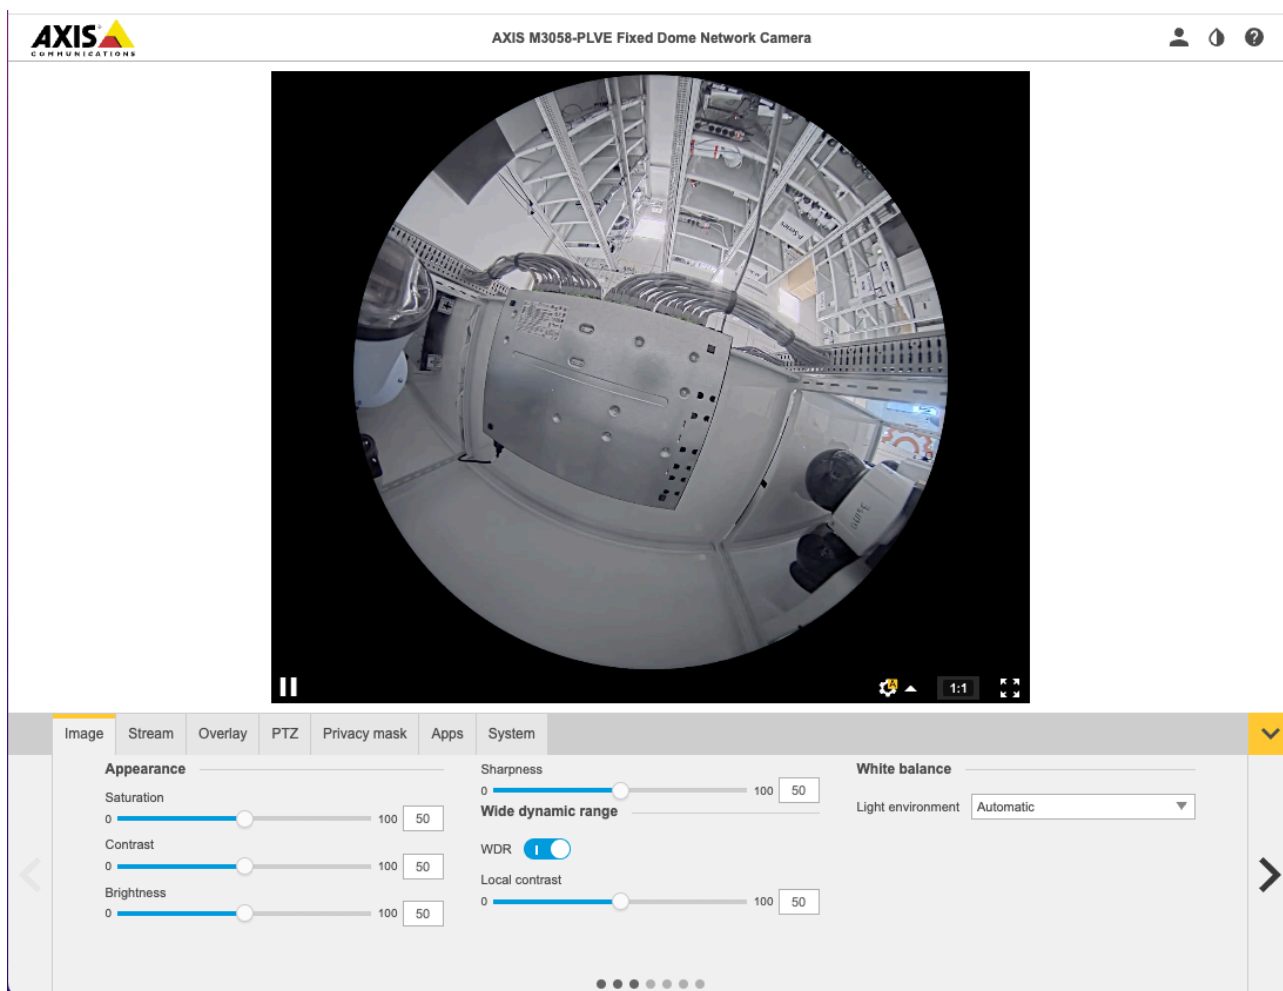 AXIS
COMMUNICATIONS
AXIS M3058-PLVE Fixed Dome Network Camera
P-Series
1:1
Image Stream Overlay PTZ Privacy mask Apps System
Appearance
Saturation
0 100 50
Contrast
0 100 50
Brightness
0 100 50
Sharpness
0 100 50
Wide dynamic range
WDR
Local contrast
0 100 50
White balance
Light environment Automatic